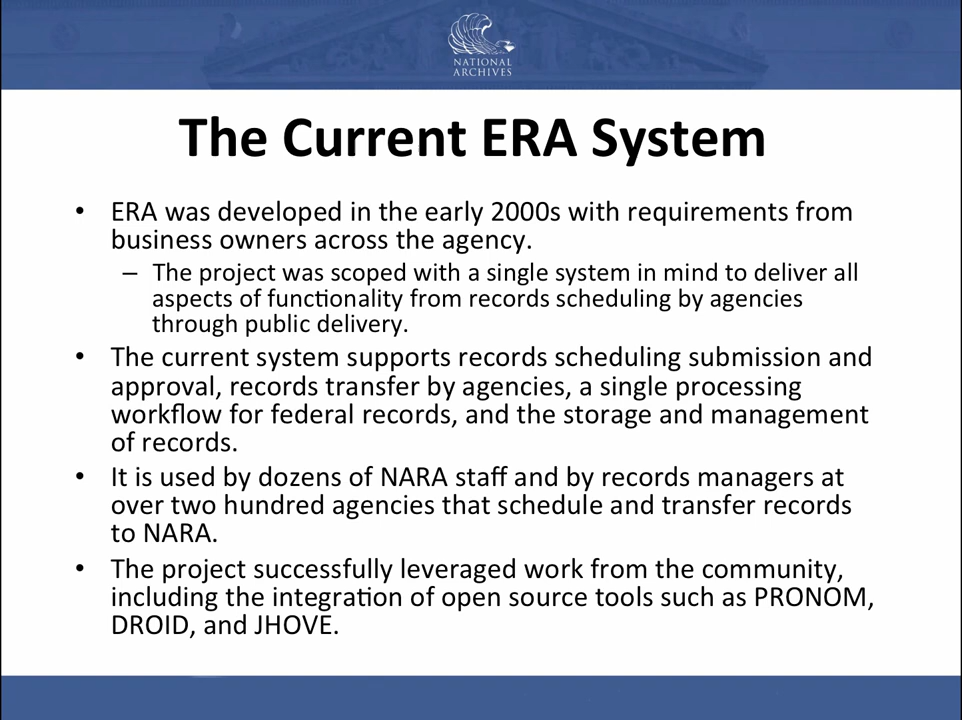 NATIONAL
ARCHIVES
The Current ERA System
• ERA was developed in the early 2000s with requirements from
business owners across the agency.
– The project was scoped with a single system in mind to deliver all
aspects of functionality from records scheduling by agencies
through public delivery.
• The current system supports records scheduling submission and
approval, records transfer by agencies, a single processing
workflow for federal records, and the storage and management
of records.
• It is used by dozens of NARA staff and by records managers at
over two hundred agencies that schedule and transfer records
to NARA.
• The project successfully leveraged work from the community,
including the integration of open source tools such as PRONOM,
DROID, and JHOVE.